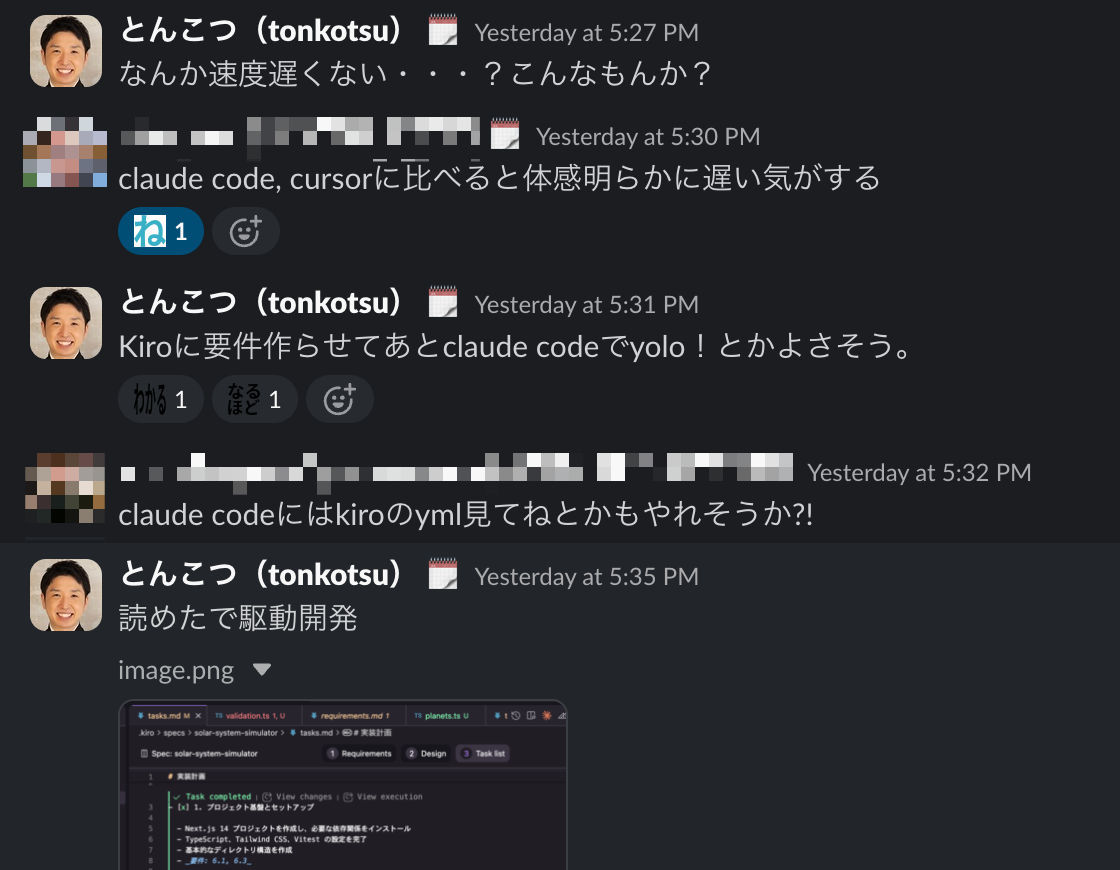 とんこつ（tonkotsu） Yesterday at 5:27 PM
なんか速度遅くない・・・？こんなもんか？
Yesterday at 5:30 PM
claude code, cursorに比べると体感明らかに遅い気がする
ね 1
とんこつ（tonkotsu） Yesterday at 5:31 PM
Kiroに要件作らせてあとclaude codeでyolo！とかよさそう。
わかる 1 なるほど 1
Yesterday at 5:32 PM
claude codeにはkiroのyml見てねとかもやれそうか?!
とんこつ（tonkotsu） Yesterday at 5:35 PM
読めたで駆動開発
image.png
tasks.md M TS validation.ts 1, U requirements.md 1 TS planets.ts U t
.kiro > specs > solar-system-simulator > tasks.md > # 実装計画
Spec: solar-system-simulator 1 Requirements 2 Design 3 Task list
1 # 実装計画
Task completed | View changes | View execution
3 - [x] 1. プロジェクト基盤とセットアップ
4
5 - Next.js 14 プロジェクトを作成し、必要な依存関係をインストール
6 - TypeScript、Tailwind CSS、Vitest の設定を完了
7 - 基本的なディレクトリ構造を作成
8 - _要件: 6.1, 6.3_